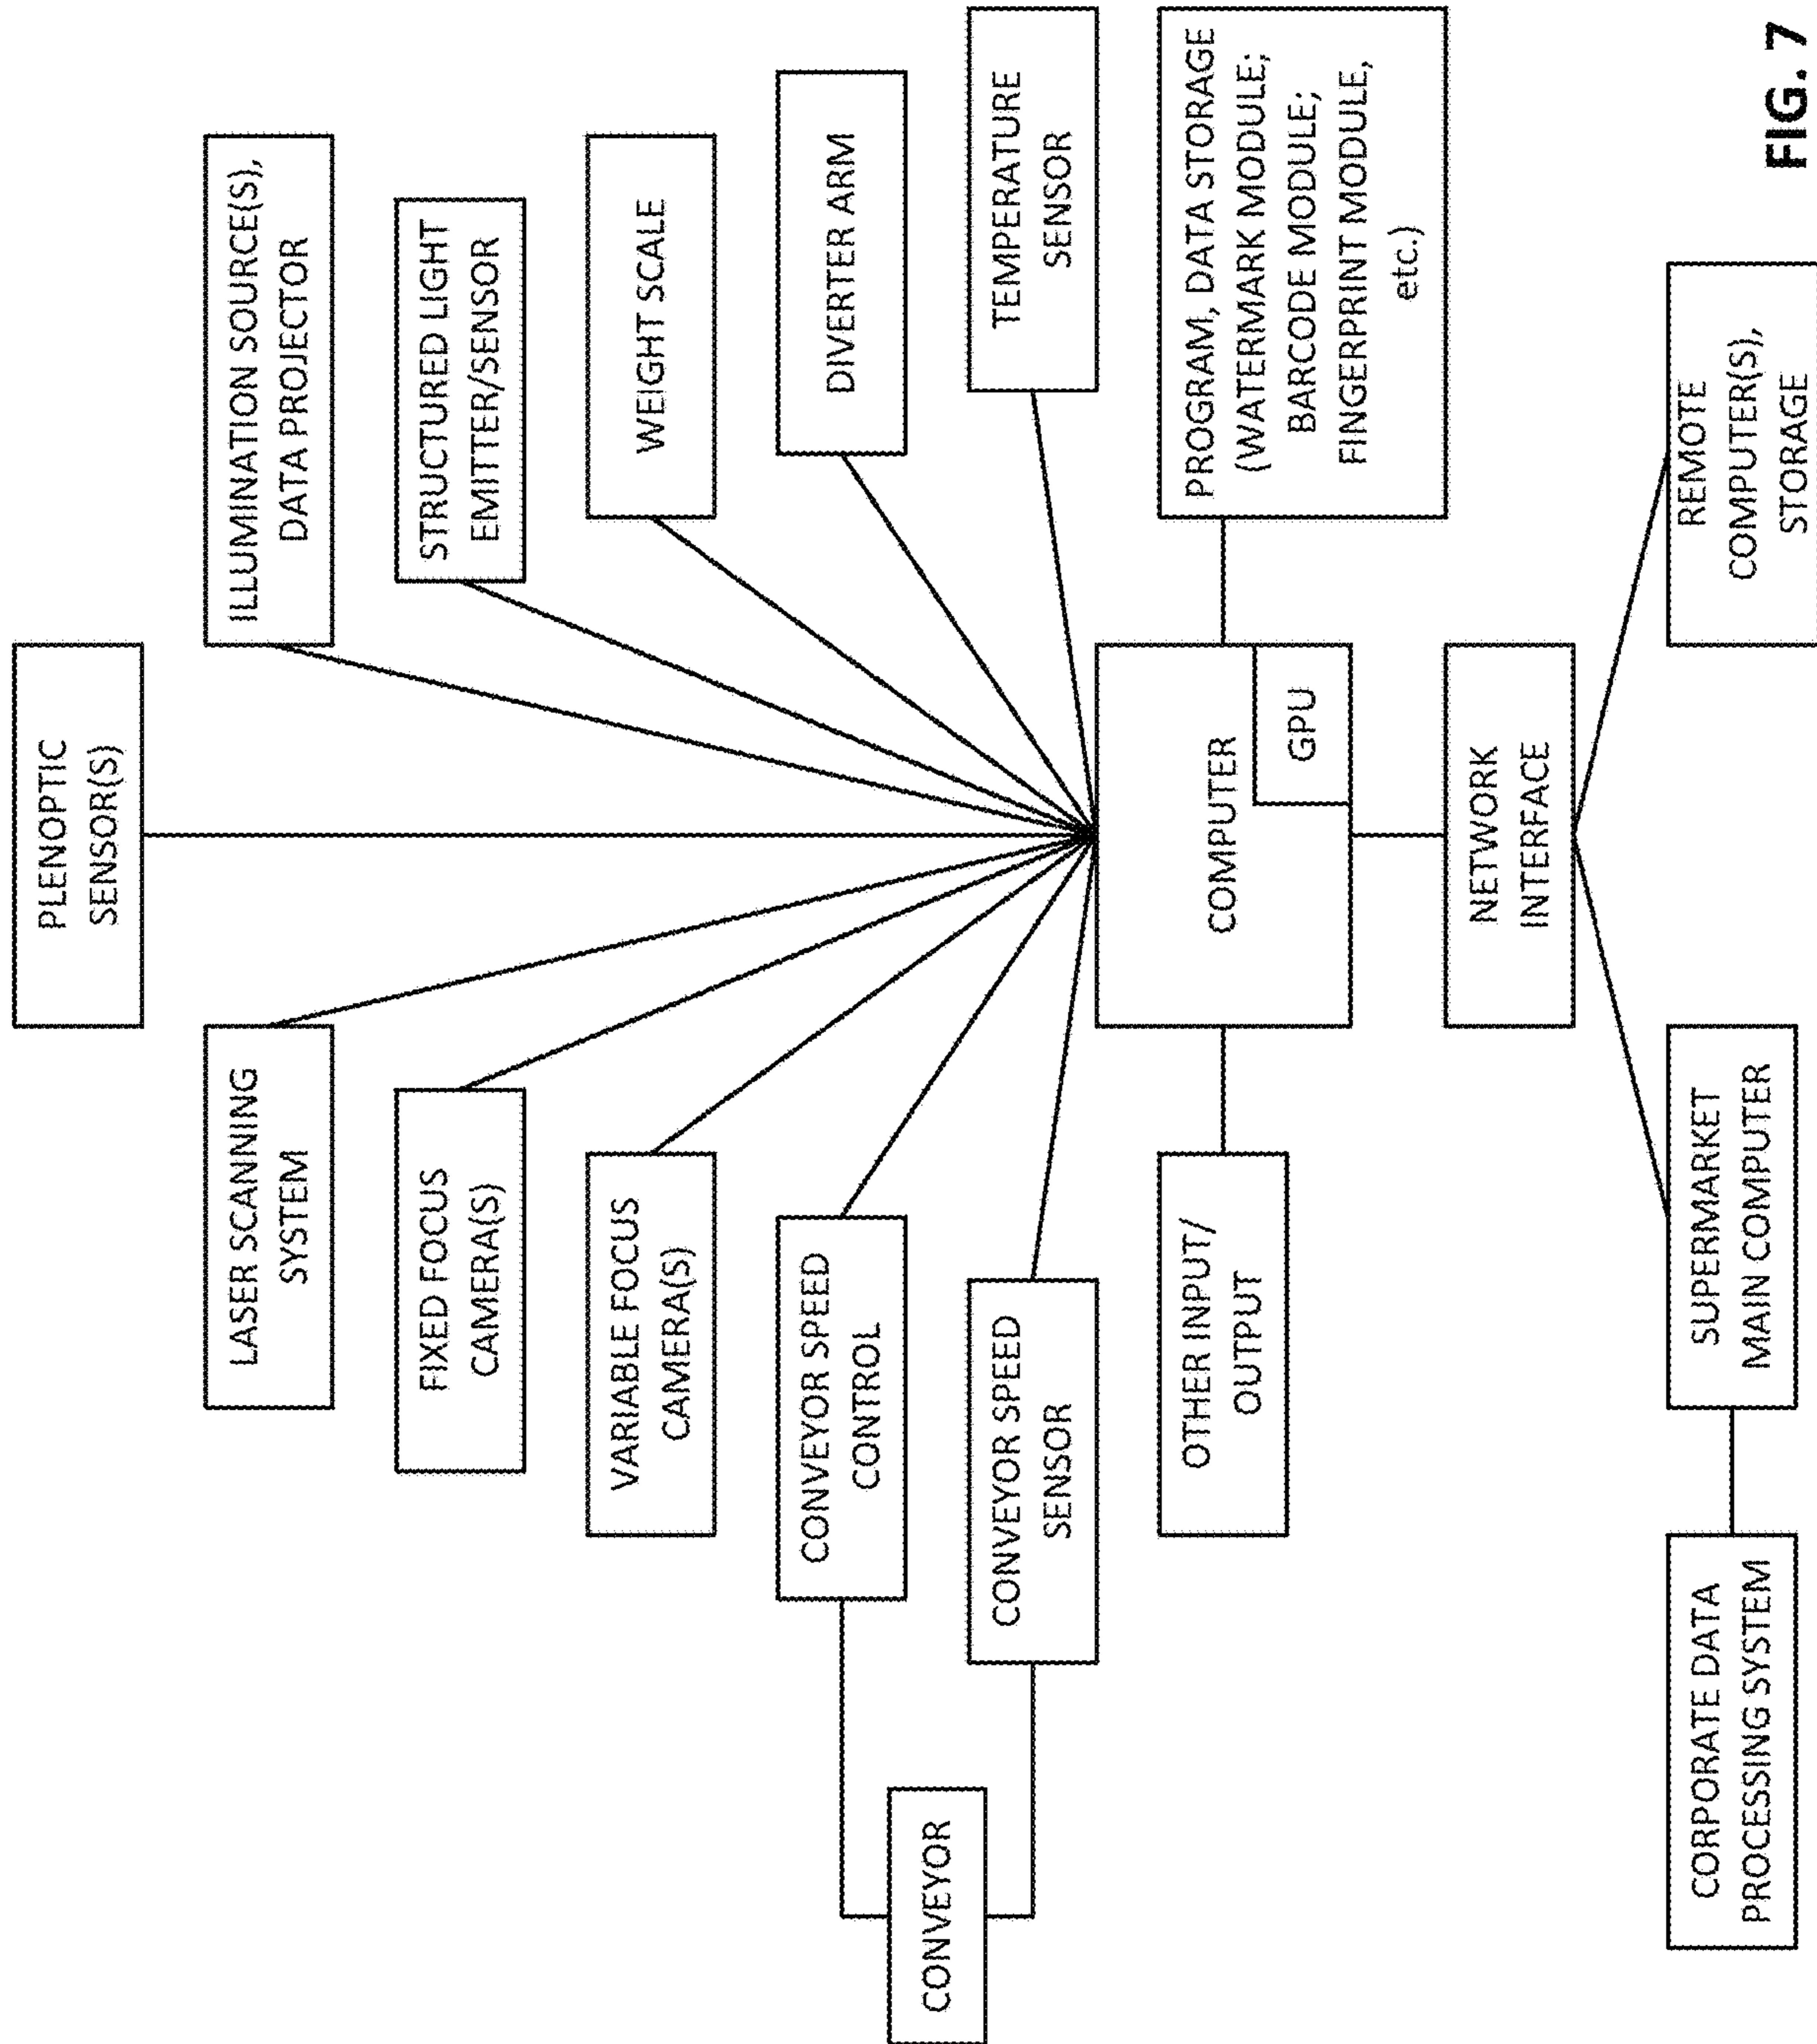 PLENOPTIC
SENSOR(S)
LASER SCANNING
SYSTEM
ILLUMINATION SOURCE(S),
DATA PROJECTOR
FIXED FOCUS
CAMERA(S)
STRUCTURED LIGHT
EMITTER/SENSOR
VARIABLE FOCUS
CAMERA(S)
WEIGHT SCALE
CONVEYOR SPEED
CONTROL
DIVERTER ARM
CONVEYOR
CONVEYOR SPEED
SENSOR
TEMPERATURE
SENSOR
OTHER INPUT/
OUTPUT
COMPUTER
GPU
PROGRAM, DATA STORAGE
(WATERMARK MODULE;
BARCODE MODULE;
FINGERPRINT MODULE,
etc.)
NETWORK
INTERFACE
CORPORATE DATA
PROCESSING SYSTEM
SUPERMARKET
MAIN COMPUTER
REMOTE
COMPUTER(S),
STORAGE
FIG. 7